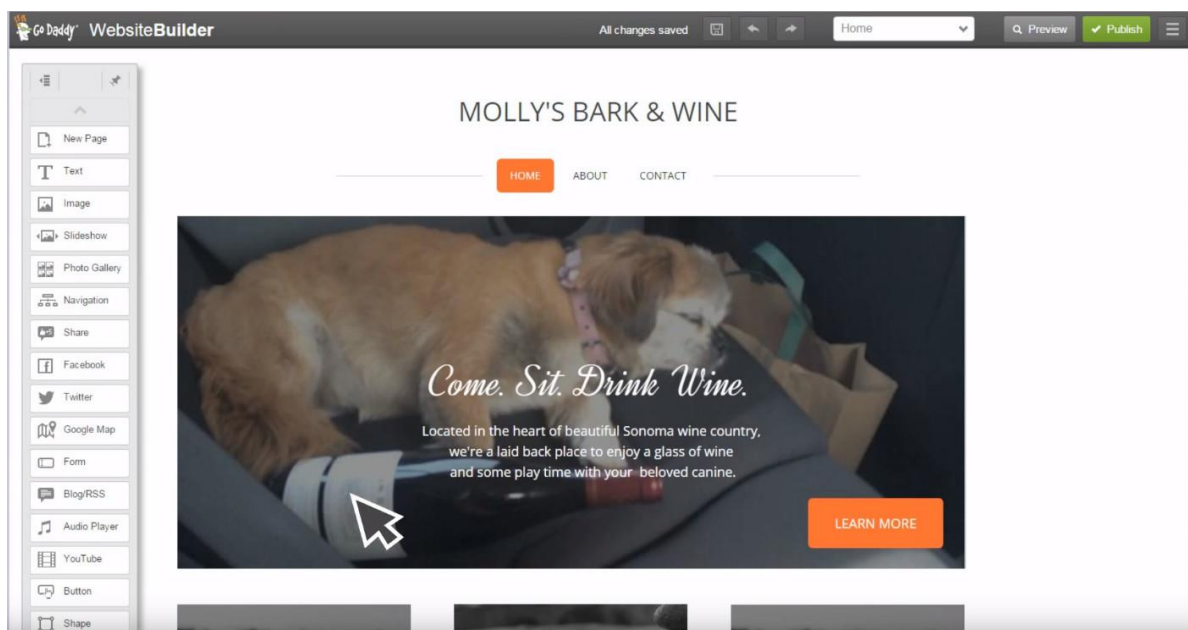 Go Daddy™ WebsiteBuilder
All changes saved
Home
Preview
Publish
New Page
Text
Image
Slideshow
Photo Gallery
Navigation
Share
Facebook
Twitter
Google Map
Form
Blog/RSS
Audio Player
YouTube
Button
Shape
MOLLY'S BARK & WINE
HOME ABOUT CONTACT
Come. Sit. Drink Wine.
Located in the heart of beautiful Sonoma wine country,
we're a laid back place to enjoy a glass of wine
and some play time with your beloved canine.
LEARN MORE